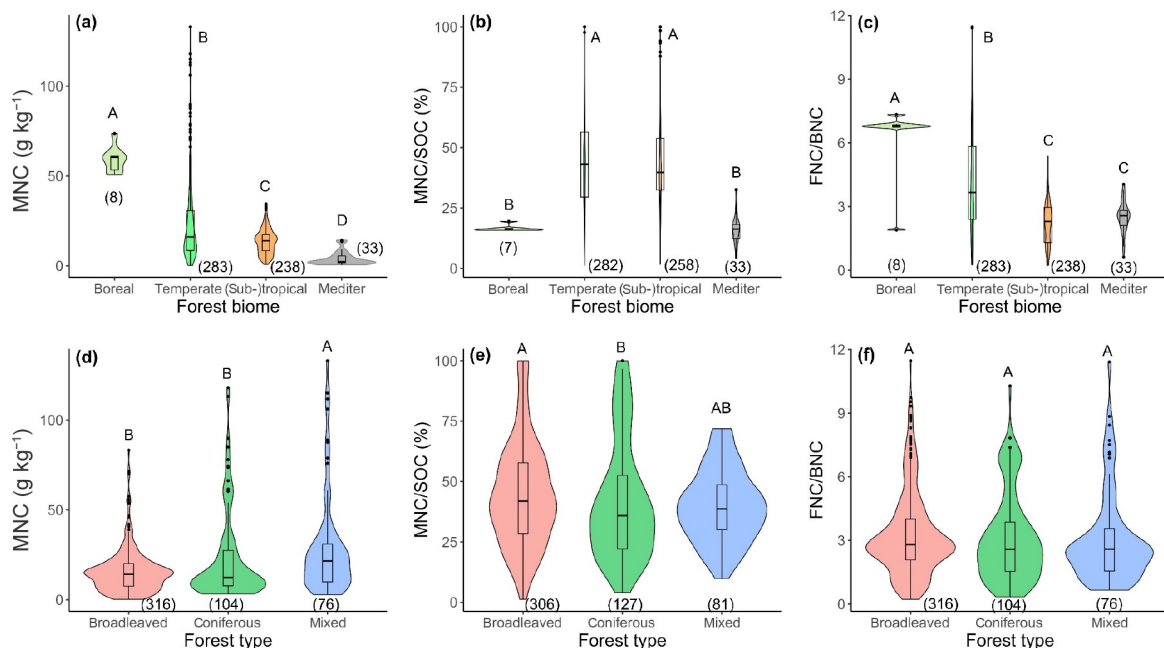 (a)
MNC (g kg⁻¹)
100
50
0
A
B
C
D
(8)
(283)
(238)
(33)
Boreal
Temperate
(Sub-)tropical
Mediter
Forest biome
(b)
MNC/SOC (%)
100
75
50
25
0
B
A
A
B
(7)
(282)
(258)
(33)
Boreal
Temperate
(Sub-)tropical
Mediter
Forest biome
(c)
FNC/BNC
12
9
6
3
0
A
B
C
C
(8)
(283)
(238)
(33)
Boreal
Temperate
(Sub-)tropical
Mediter
Forest biome
(d)
MNC (g kg⁻¹)
100
50
0
B
B
A
(316)
(104)
(76)
Broadleaved
Coniferous
Mixed
Forest type
(e)
MNC/SOC (%)
100
75
50
25
0
A
B
AB
(306)
(127)
(81)
Broadleaved
Coniferous
Mixed
Forest type
(f)
FNC/BNC
12
9
6
3
0
A
A
A
(316)
(104)
(76)
Broadleaved
Coniferous
Mixed
Forest type